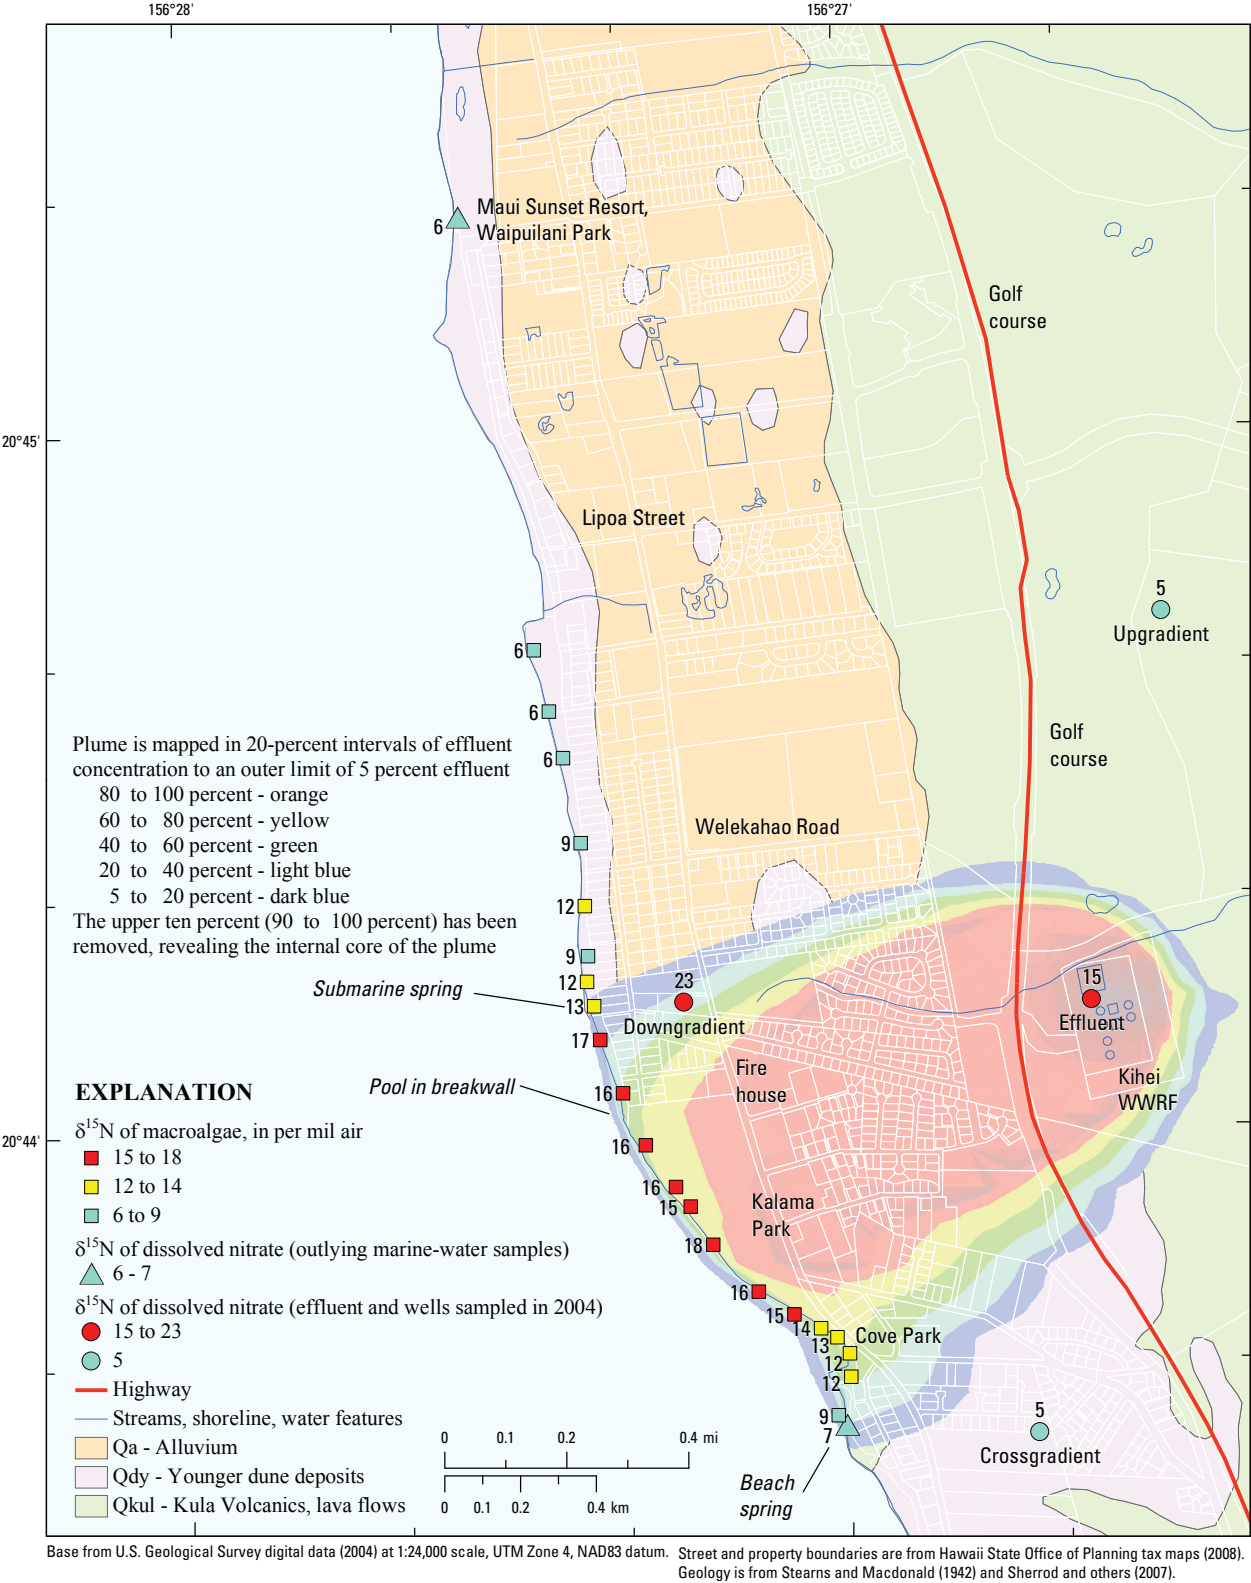 156°28'
156°27'
Maui Sunset Resort,
Waipuilani Park
6
Golf
course
20°45'
Lipoa Street
5
Upgradient
6
6
6
Golf
course
Plume is mapped in 20-percent intervals of effluent
concentration to an outer limit of 5 percent effluent
80 to 100 percent - orange
60 to 80 percent - yellow
40 to 60 percent - green
20 to 40 percent - light blue
5 to 20 percent - dark blue
The upper ten percent (90 to 100 percent) has been
removed, revealing the internal core of the plume
Welekahao Road
9
12
9
12
Submarine spring
13
23
Downgradient
15
Effluent
17
Fire
house
Kihei
WWRF
Pool in breakwall
16
20°44'
16
16
15
Kalama
Park
18
16
15
14
13
12
12
Cove Park
9
7
Beach
spring
5
Crossgradient
EXPLANATION
δ15N of macroalgae, in per mil air
15 to 18
12 to 14
6 to 9
δ15N of dissolved nitrate (outlying marine-water samples)
6 - 7
δ15N of dissolved nitrate (effluent and wells sampled in 2004)
15 to 23
5
Highway
Streams, shoreline, water features
Qa - Alluvium
Qdy - Younger dune deposits
Qkul - Kula Volcanics, lava flows
0 0.1 0.2 0.4 mi
0 0.1 0.2 0.4 km
Base from U.S. Geological Survey digital data (2004) at 1:24,000 scale, UTM Zone 4, NAD83 datum.
Street and property boundaries are from Hawaii State Office of Planning tax maps (2008).
Geology is from Stearns and Macdonald (1942) and Sherrod and others (2007).